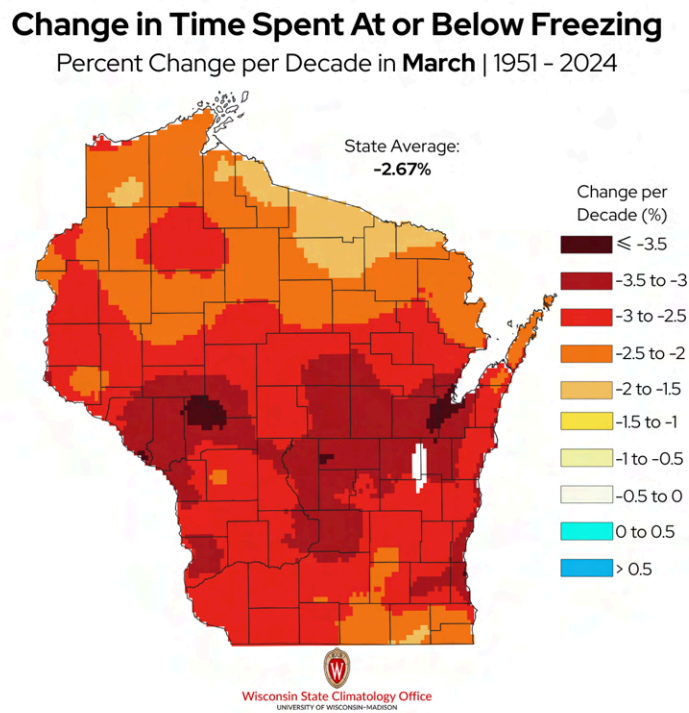 Change in Time Spent At or Below Freezing
Percent Change per Decade in March | 1951 - 2024
State Average:
-2.67%
Change per
Decade (%)
⩽ -3.5
-3.5 to -3
-3 to -2.5
-2.5 to -2
-2 to -1.5
-1.5 to -1
-1 to -0.5
-0.5 to 0
0 to 0.5
> 0.5
W
Wisconsin State Climatology Office
UNIVERSITY OF WISCONSIN-MADISON